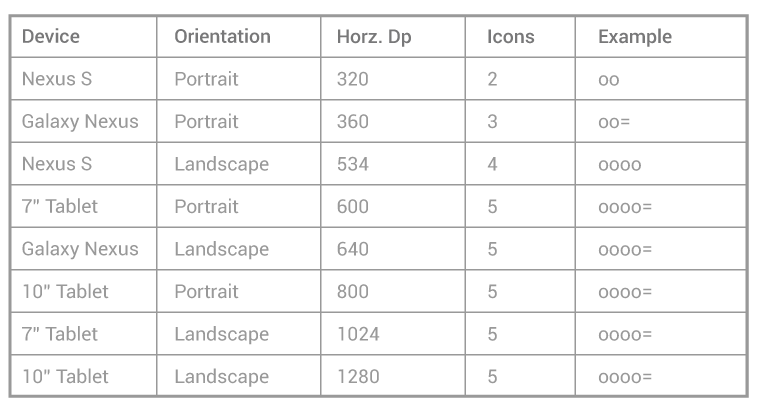 Device Orientation Horz. Dp Icons Example
Nexus S Portrait 320 2 oo
Galaxy Nexus Portrait 360 3 oo=
Nexus S Landscape 534 4 oooo
7" Tablet Portrait 600 5 oooo=
Galaxy Nexus Landscape 640 5 oooo=
10" Tablet Portrait 800 5 oooo=
7" Tablet Landscape 1024 5 oooo=
10" Tablet Landscape 1280 5 oooo=